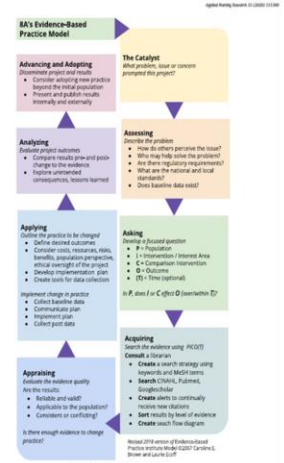 Applied Nursing Research
8A's Evidence-Based
Practice Model
Advancing and Adopting
Disseminate project and results
• Consider adopting new practice
beyond the initial population
• Present and publish results
internally and externally
Analyzing
Evaluate project outcomes
• Compare results pre-and post-
change to the evidence
• Explore unintended
consequences, lessons learned
Applying
Outline the practice to be changed
• Define desired outcomes
• Consider costs, resources, risks,
benefits, population perspective,
ethical oversight of the project
• Develop implementation plan
• Create tools for data collection
Implement change in practice
• Collect baseline data
• Communicate plan
• Implement plan
• Collect post data
Appraising
Evaluate the evidence quality
Are the results:
• Reliable and valid?
• Applicable to the population?
• Consistent or conflicting?
Is there enough evidence to change
practice?
The Catalyst
What problem, issue or concern
prompted this project?
Assessing
Describe the problem
• How do others perceive the issue?
• Who may help solve the problem?
• Are there regulatory requirements?
• What are the national and local
standards?
• Does baseline data exist?
Asking
Develop a focused question
• P = Population
• I = Intervention / Interest Area
• C = Comparison Intervention
• O = Outcome
• (T) = Time (optional)
In P, does I or C effect O (over/within T)?
Acquiring
Search the evidence using PICO(T)
Consult a librarian
• Create a search strategy using
keywords and MeSH terms
• Search CINAHL, Pubmed,
Googlescholar
• Create alerts to continually
receive new citations
• Sort results by level of evidence
• Create seach flow diagram
Revised 2018 version of Evidence-Based
Practice Institute Model ©2007 Caroline E.
Brown and Laurie Ecoff